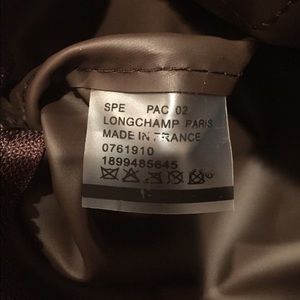 SPE PAC 02
LONGCHAMP PARIS
MADE IN FRANCE
0761910
1899485645